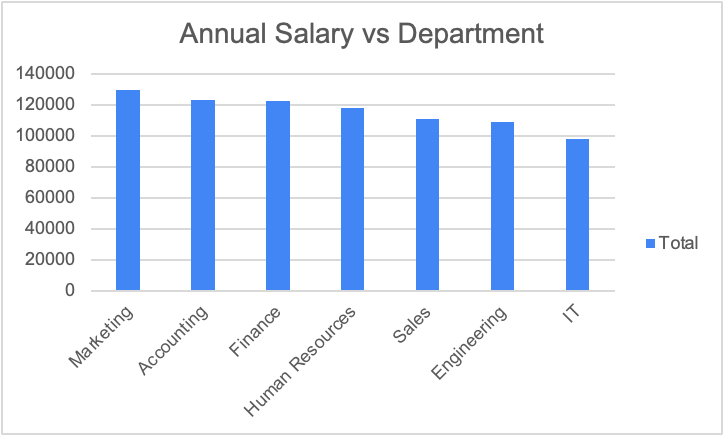 Annual Salary vs Department
140000
120000
100000
80000
60000
40000
20000
0
Marketing
Accounting
Finance
Human Resources
Sales
Engineering
IT
Total